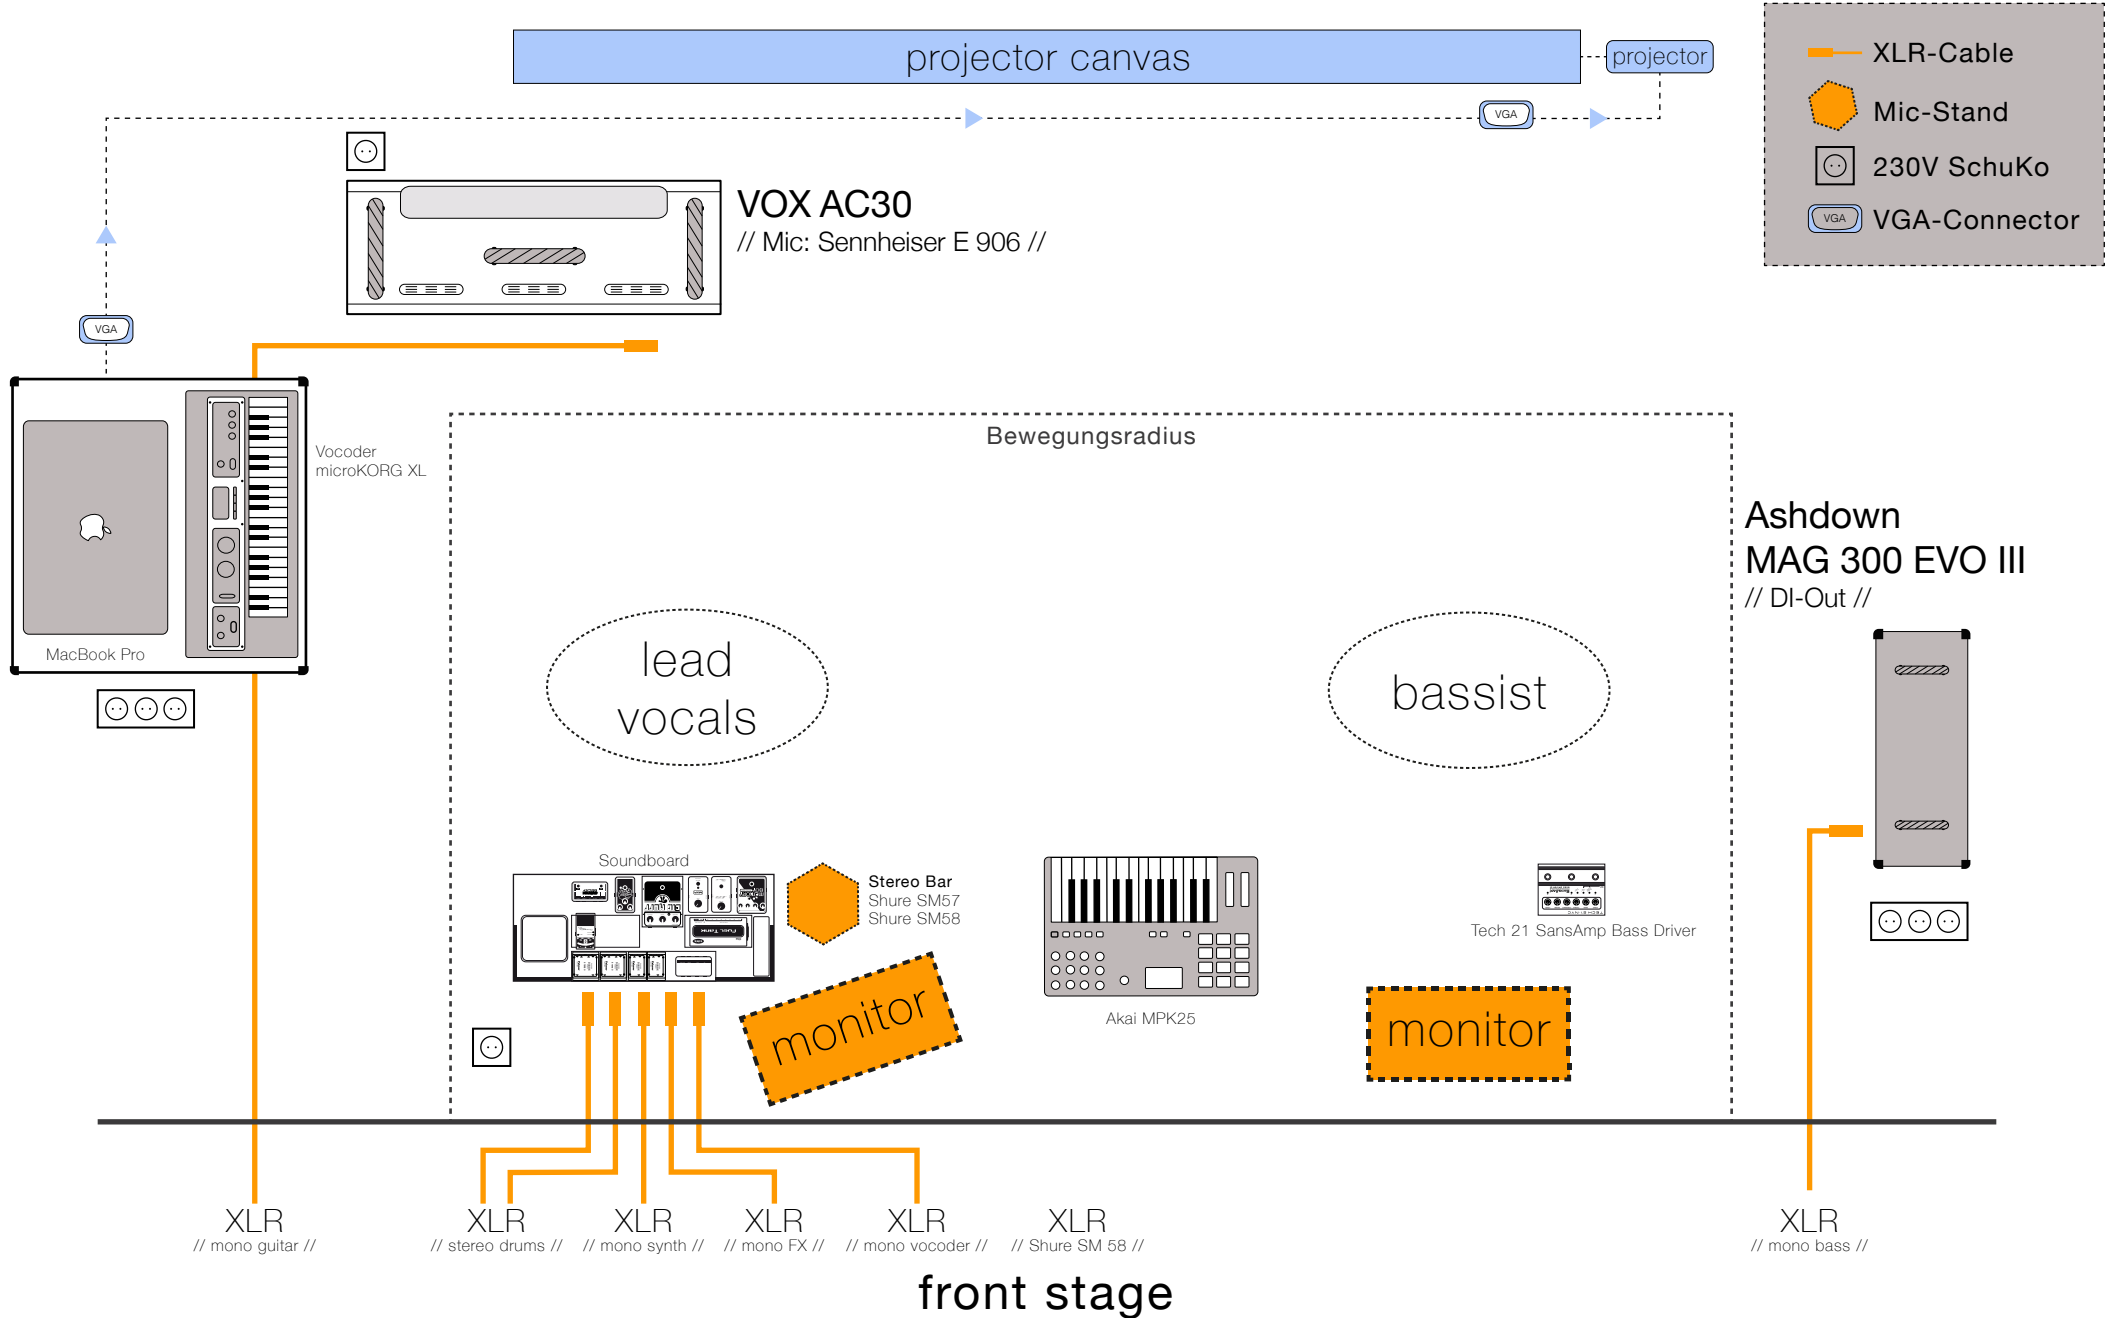 projector canvas
projector
VGA
XLR-Cable
Mic-Stand
230V SchuKo
VGA
VGA-Connector
VOX AC30
// Mic: Sennheiser E 906 //
VGA
Vocoder
microKORG XL
MacBook Pro
Bewegungsradius
Ashdown
MAG 300 EVO III
// DI-Out //
lead
vocals
bassist
Soundboard
Stereo Bar
Shure SM57
Shure SM58
Fuel Tank
Akai MPK25
Tech 21 SansAmp Bass Driver
monitor
monitor
XLR
// mono guitar //
XLR
// stereo drums //
XLR
// mono synth //
XLR
// mono FX //
XLR
// mono vocoder //
XLR
// Shure SM 58 //
XLR
// mono bass //
front stage